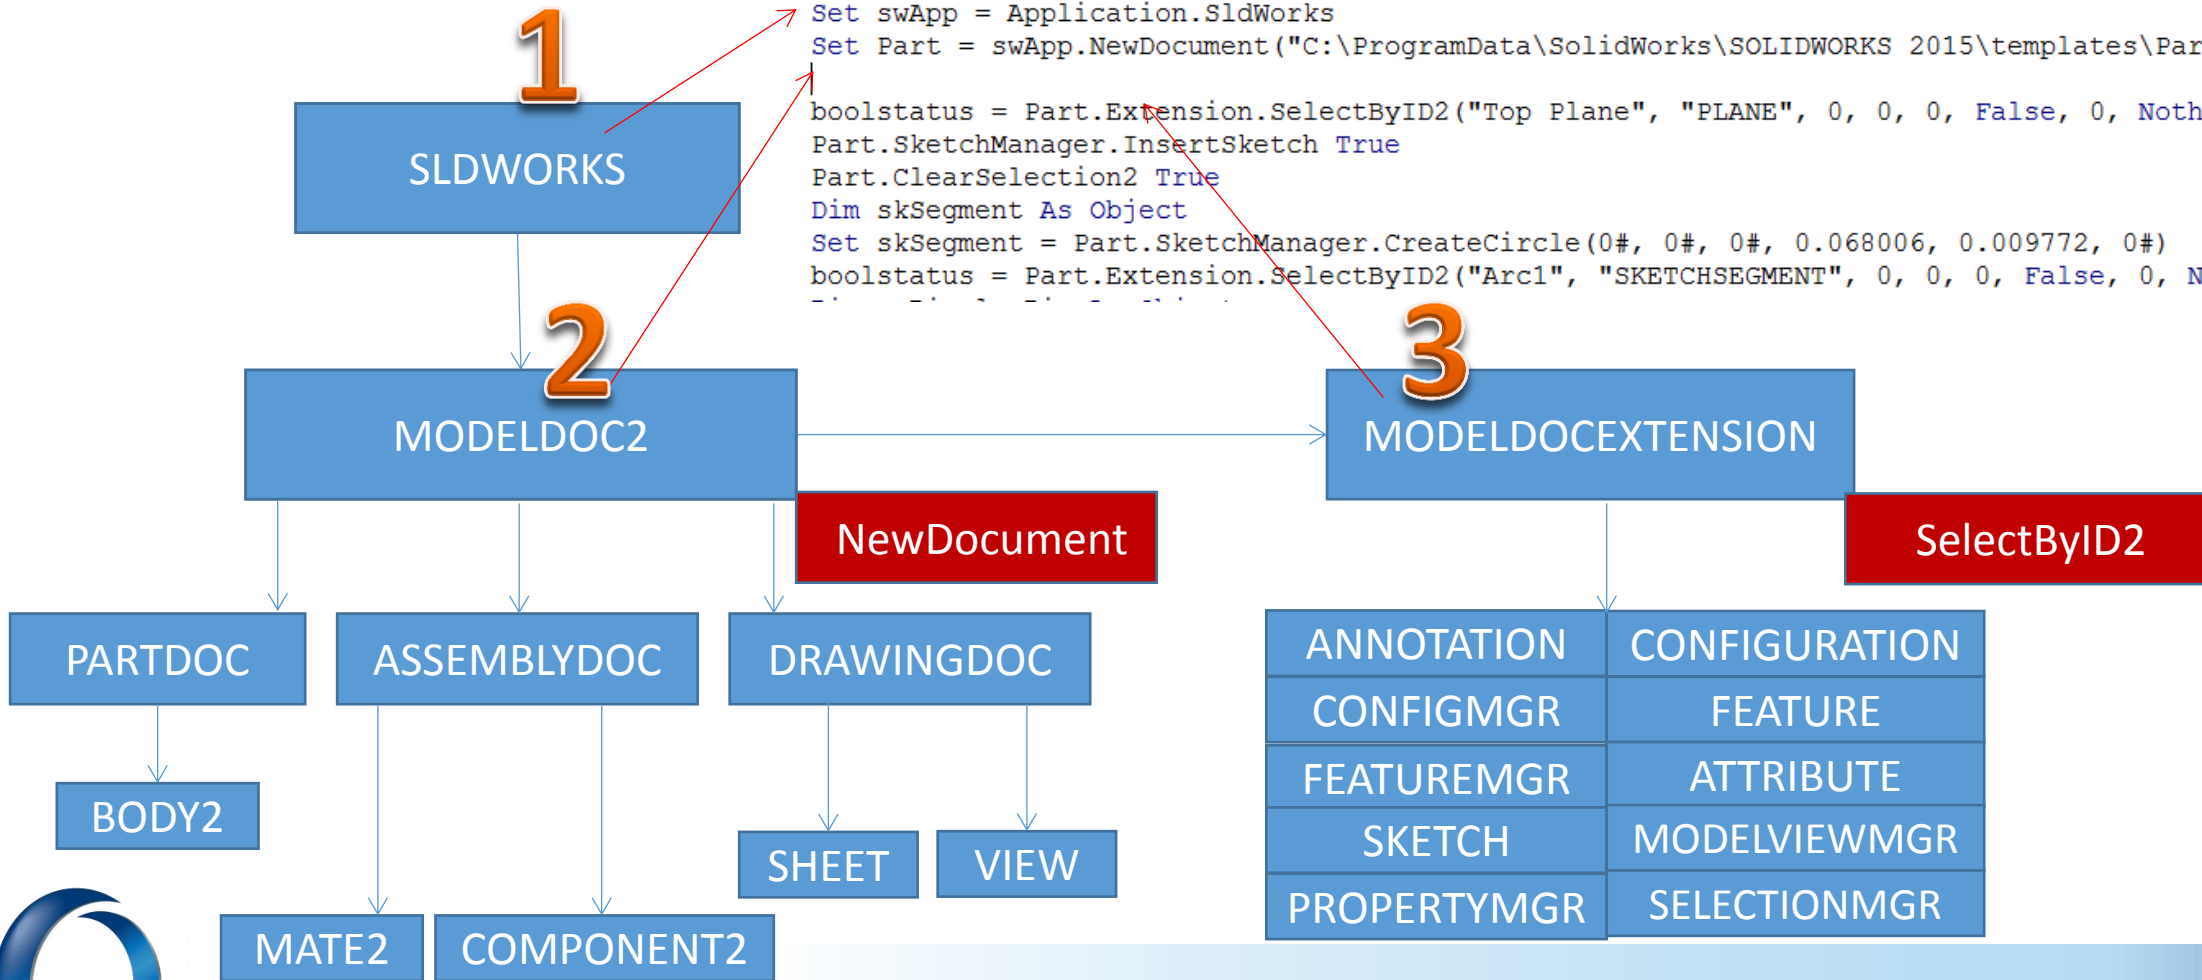 1
Set swApp = Application.SldWorks
Set Part = swApp.NewDocument("C:\ProgramData\SolidWorks\SOLIDWORKS 2015\templates\Par
boolstatus = Part.Extension.SelectByID2("Top Plane", "PLANE", 0, 0, 0, False, 0, Noth
Part.SketchManager.InsertSketch True
Part.ClearSelection2 True
Dim skSegment As Object
Set skSegment = Part.SketchManager.CreateCircle(0#, 0#, 0#, 0.068006, 0.009772, 0#)
boolstatus = Part.Extension.SelectByID2("Arc1", "SKETCHSEGMENT", 0, 0, 0, False, 0, N
SLDWORKS
2
3
MODELDOC2
MODELDOCEXTENSION
NewDocument
SelectByID2
PARTDOC
ASSEMBLYDOC
DRAWINGDOC
ANNOTATION
CONFIGURATION
CONFIGMGR
FEATURE
FEATUREMGR
ATTRIBUTE
SKETCH
MODELVIEWMGR
PROPERTYMGR
SELECTIONMGR
BODY2
SHEET
VIEW
MATE2
COMPONENT2